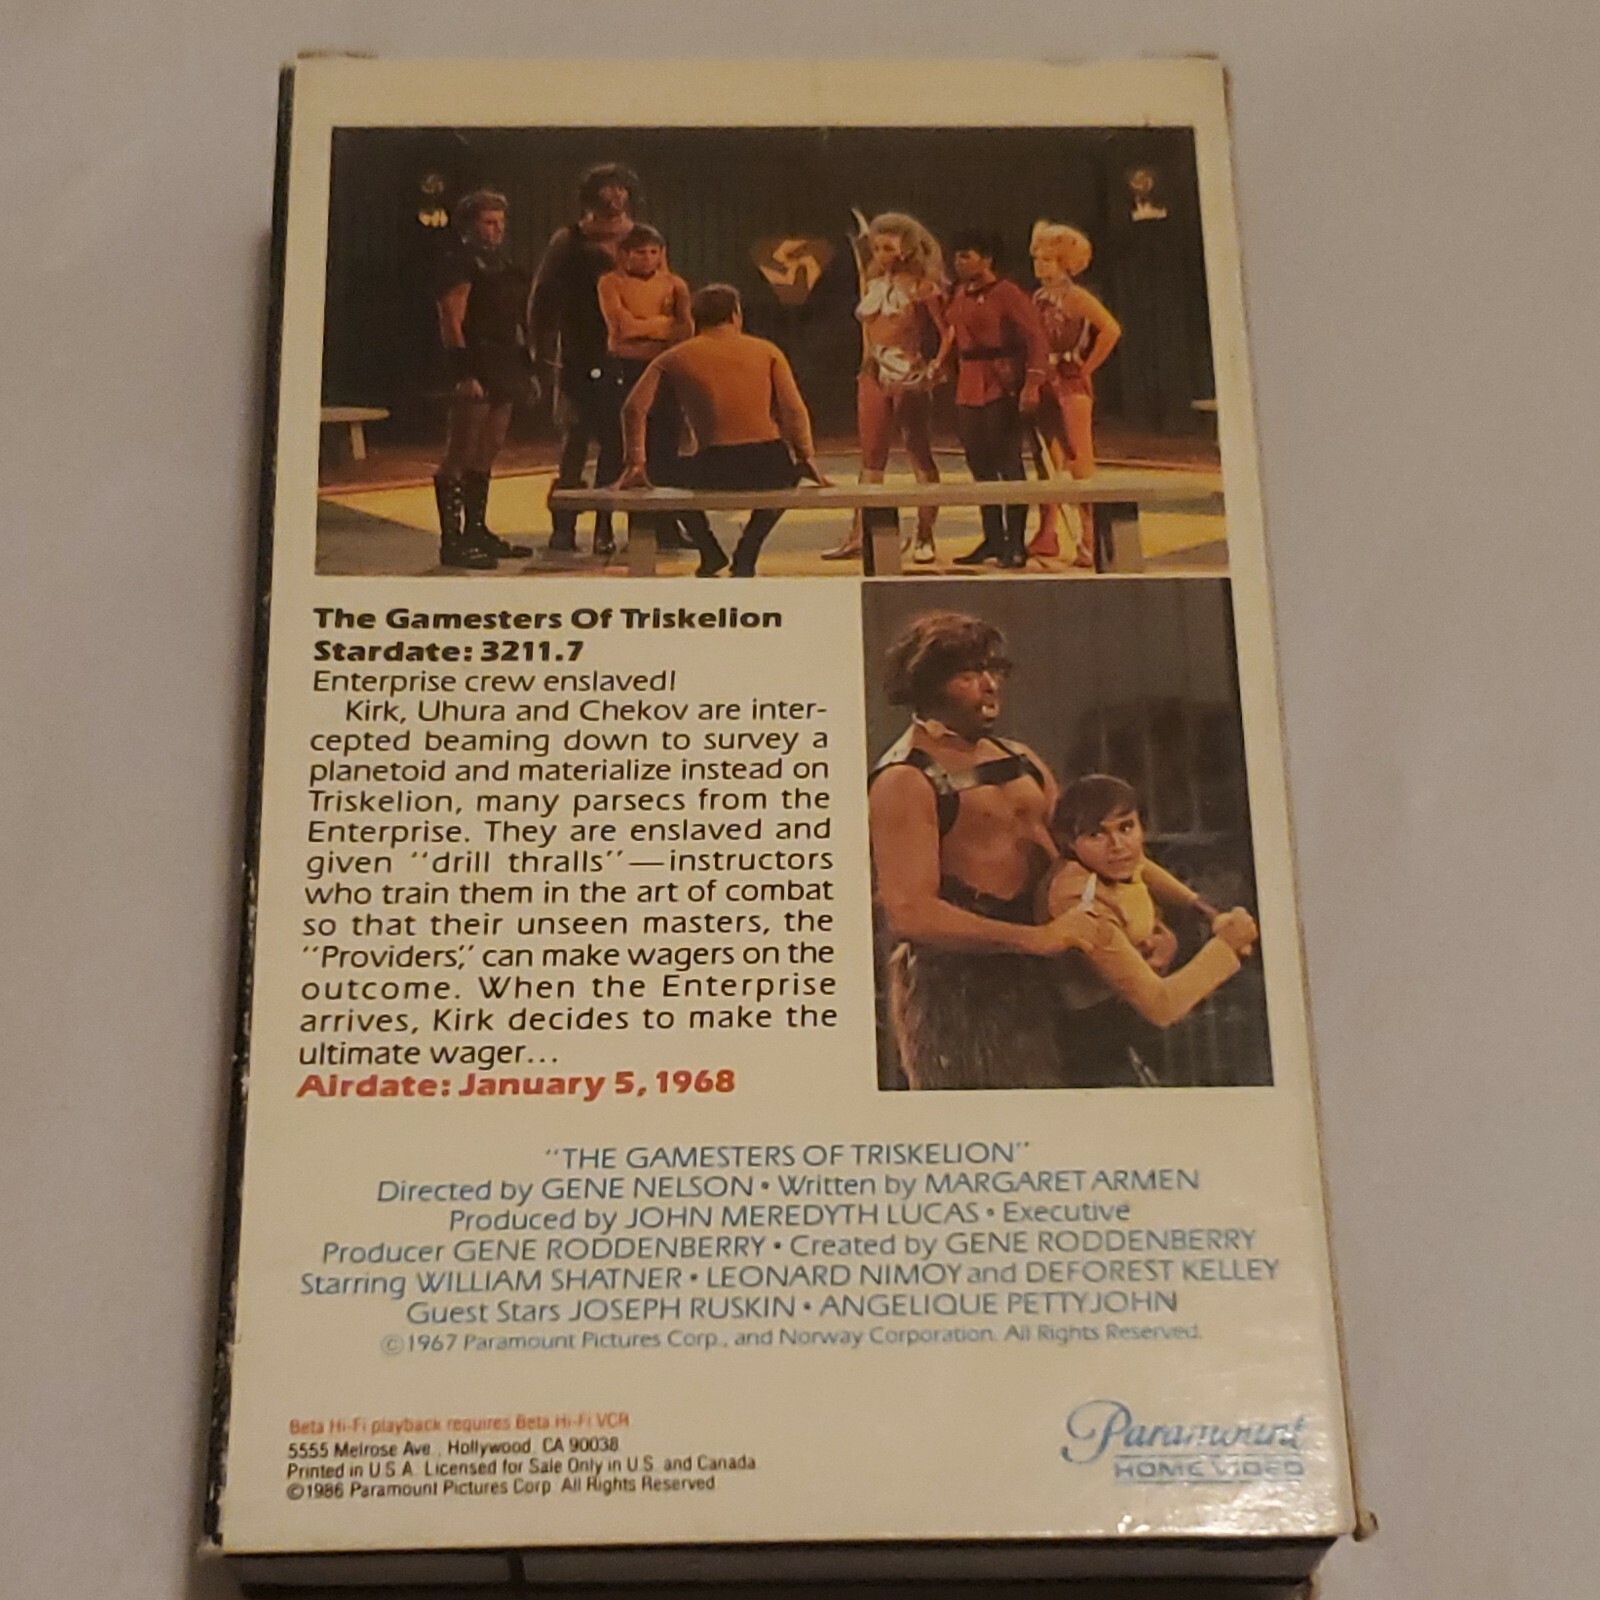 The Gamesters Of Triskelion
Stardate: 3211.7
Enterprise crew enslaved!
Kirk, Uhura and Chekov are inter-
cepted beaming down to survey a
planetoid and materialize instead on
Triskelion, many parsecs from the
Enterprise. They are enslaved and
given "drill thralls"—instructors
who train them in the art of combat
so that their unseen masters, the
"Providers," can make wagers on the
outcome. When the Enterprise
arrives, Kirk decides to make the
ultimate wager...
Airdate: January 5, 1968
"THE GAMESTERS OF TRISKELION"
Directed by GENE NELSON • Written by MARGARET ARMEN
Produced by JOHN MEREDYTH LUCAS • Executive
Producer GENE RODDENBERRY • Created by GENE RODDENBERRY
Starring WILLIAM SHATNER • LEONARD NIMOY and DEFOREST KELLEY
Guest Stars JOSEPH RUSKIN • ANGELIQUE PETTYJOHN
©1967 Paramount Pictures Corp., and Norway Corporation. All Rights Reserved.
Beta Hi-Fi playback requires Beta Hi-Fi VCR
5555 Melrose Ave., Hollywood, CA 90038
Printed in U.S.A. Licensed for Sale Only in U.S. and Canada
©1986 Paramount Pictures Corp. All Rights Reserved
Paramount
HOME VIDEO